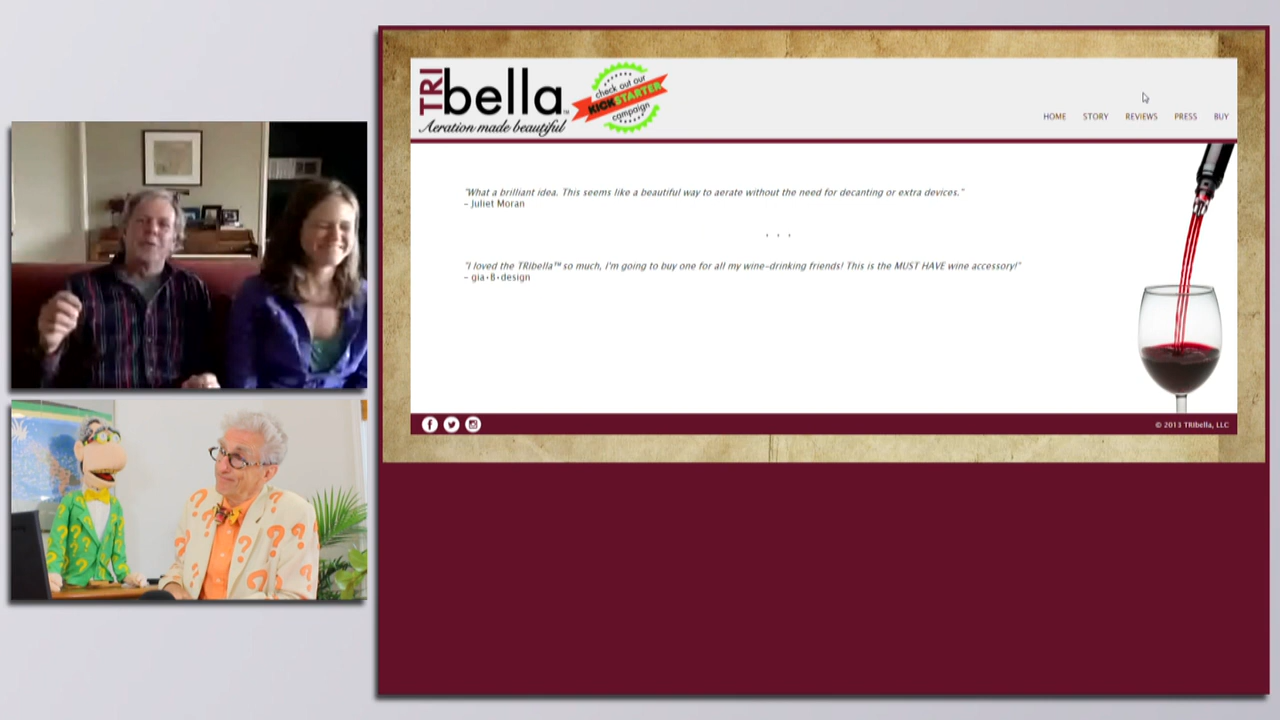 TRIbella™
Aeration made beautiful
check out our
KICKSTARTER
campaign
HOME STORY REVIEWS PRESS BUY
"What a brilliant idea. This seems like a beautiful way to aerate without the need for decanting or extra devices."
– Juliet Moran
"I loved the TRIbella™ so much, I'm going to buy one for all my wine-drinking friends! This is the MUST HAVE wine accessory!"
– gia•B•design
© 2013 TRIbella, LLC